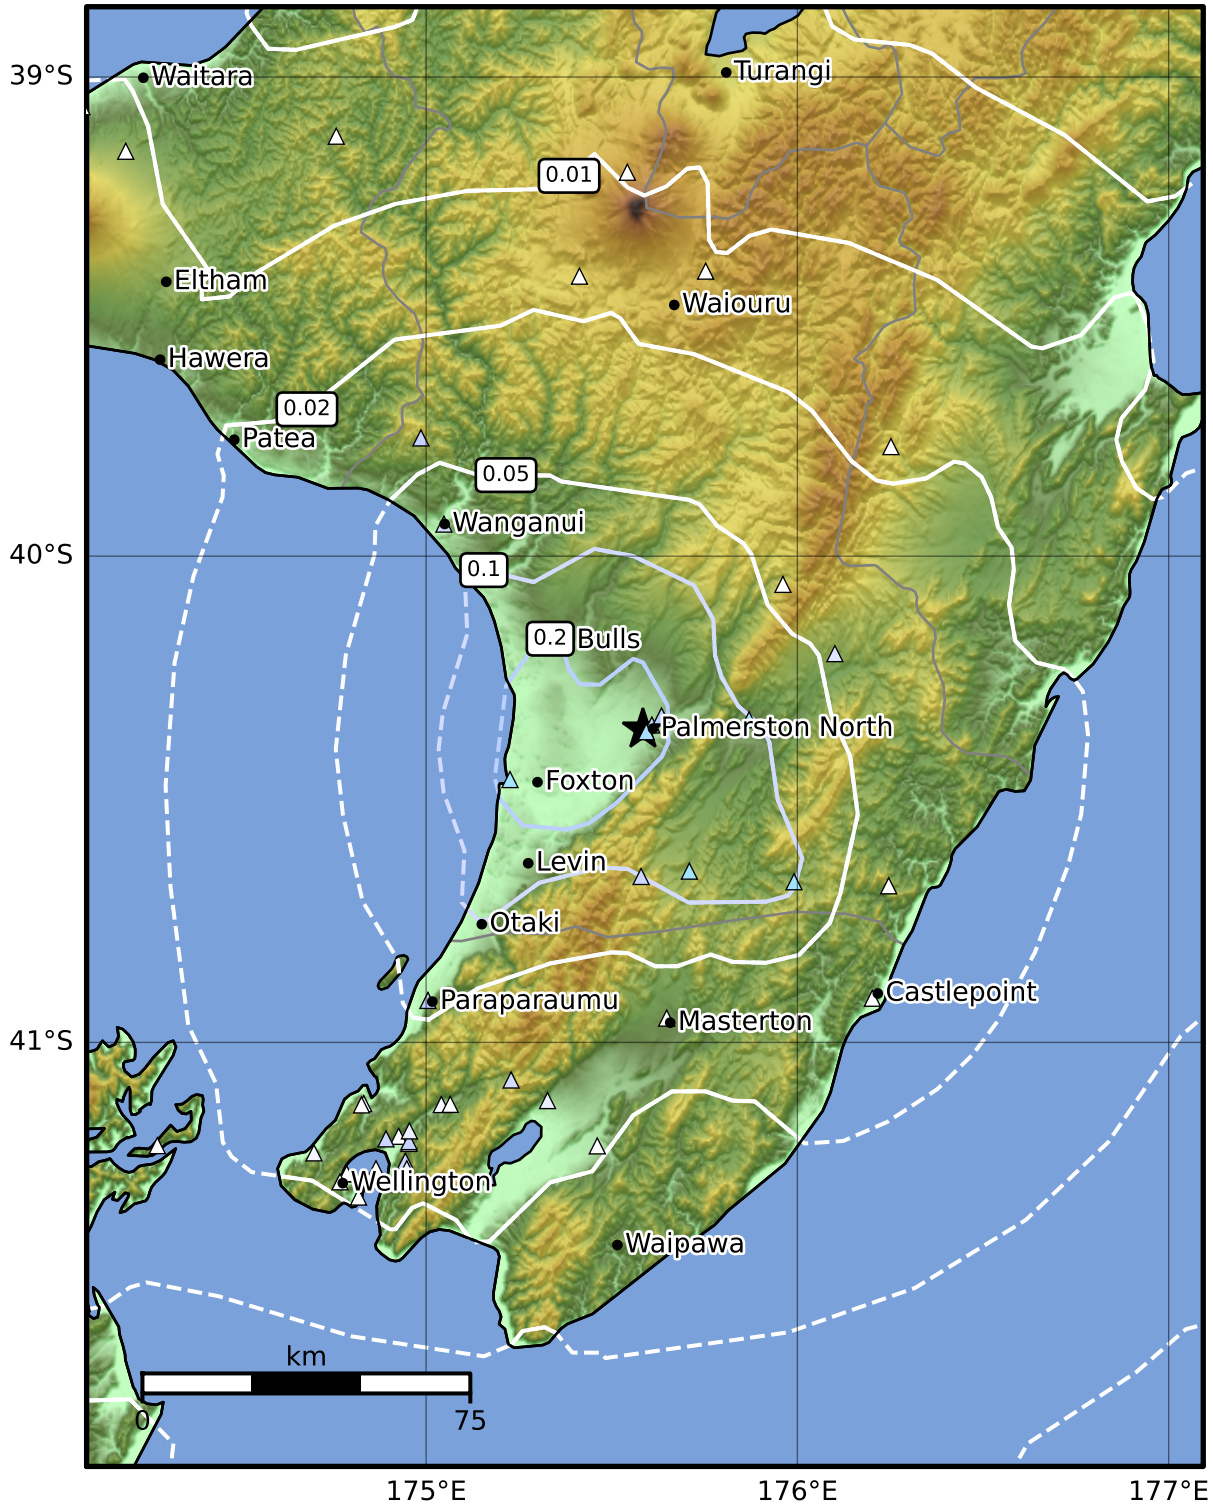 39°S
Waitara
Turangi
0.01
Eltham
Waiouru
Hawera
0.02
Patea
0.05
Wanganui
40°S
0.1
0.2
Bulls
Palmerston North
Foxton
Levin
Otaki
Castlepoint
Paraparaumu
Masterton
41°S
Wellington
Waipawa
km
0
75
175°E
176°E
177°E